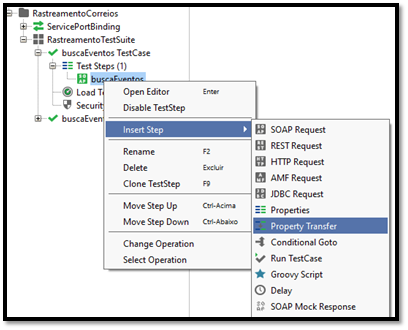 RastreamentoCorreios
ServicePortBinding
RastreamentoTestSuite
buscaEventos TestCase
Test Steps (1)
buscaEventos
Load Te
Security
buscaEvent
Open Editor Enter
Disable TestStep
Insert Step
Rename F2
Delete Excluir
Clone TestStep F9
Move Step Up Ctrl-Acima
Move Step Down Ctrl-Abaixo
Change Operation
Select Operation
SOAP Request
REST Request
HTTP Request
AMF Request
JDBC Request
Properties
Property Transfer
Conditional Goto
Run TestCase
Groovy Script
Delay
SOAP Mock Response